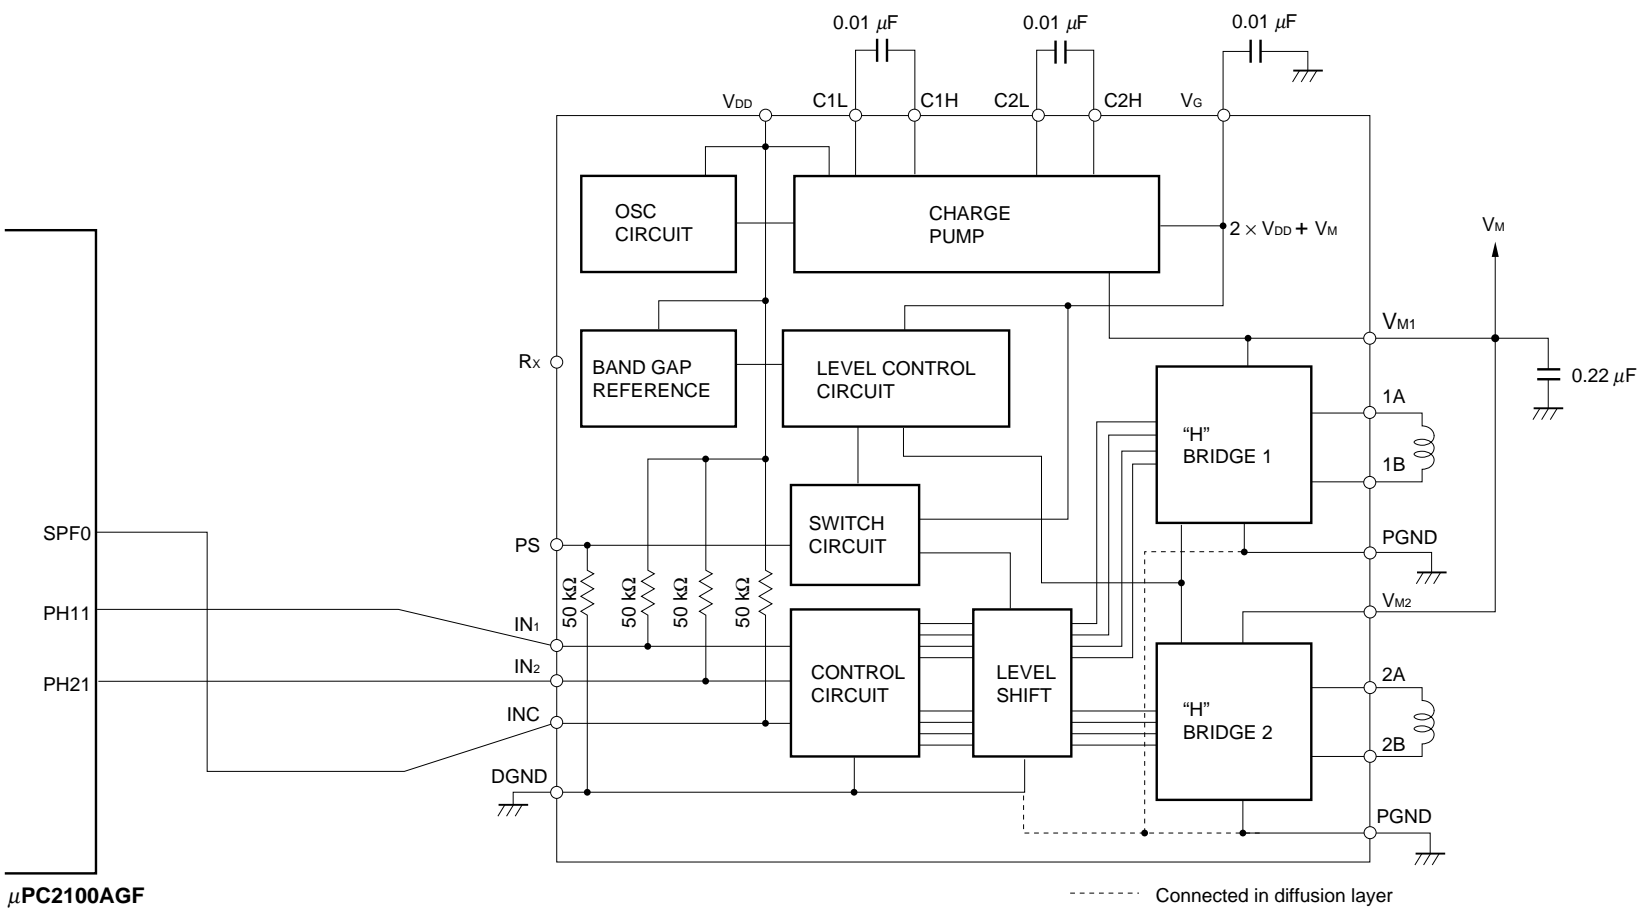 0.01 μF
0.01 μF
0.01 μF
VDD
C1L
C1H
C2L
C2H
VG
OSC
CIRCUIT
CHARGE
PUMP
2 × VDD + VM
VM
VM1
RX
BAND GAP
REFERENCE
LEVEL CONTROL
CIRCUIT
0.22 μF
1A
“H”
BRIDGE 1
1B
SPF0
PS
SWITCH
CIRCUIT
PGND
50 kΩ
50 kΩ
50 kΩ
50 kΩ
VM2
PH11
IN1
IN2
PH21
CONTROL
CIRCUIT
LEVEL
SHIFT
2A
“H”
BRIDGE 2
INC
2B
DGND
PGND
μPC2100AGF
Connected in diffusion layer